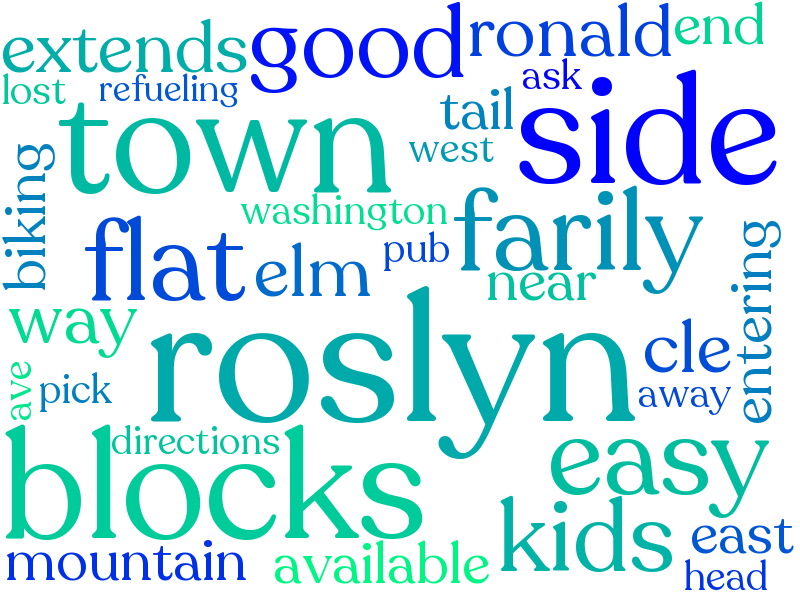 extends good ronald end
lost refueling ask
town tail side
west
biking washington farily
flat elm pub near entering
way roslyn cle
ave pick away
blocks directions easy
kids east
mountain available head